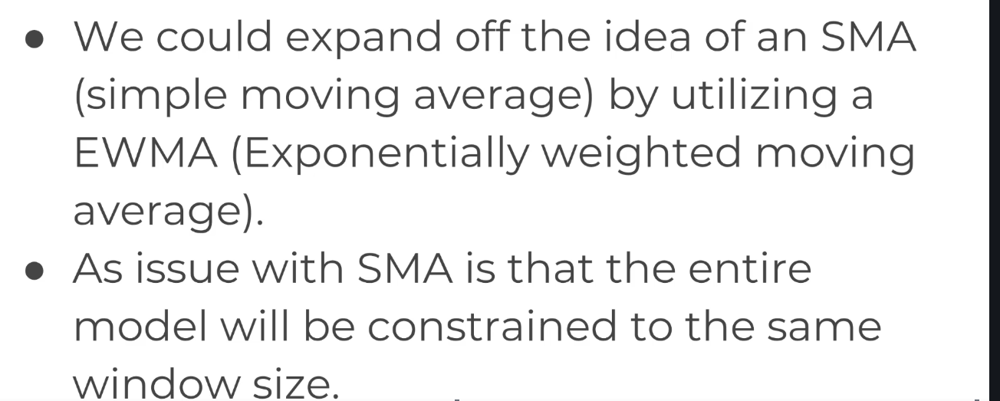 ● We could expand off the idea of an SMA
(simple moving average) by utilizing a
EWMA (Exponentially weighted moving
average).
● As issue with SMA is that the entire
model will be constrained to the same
window size.